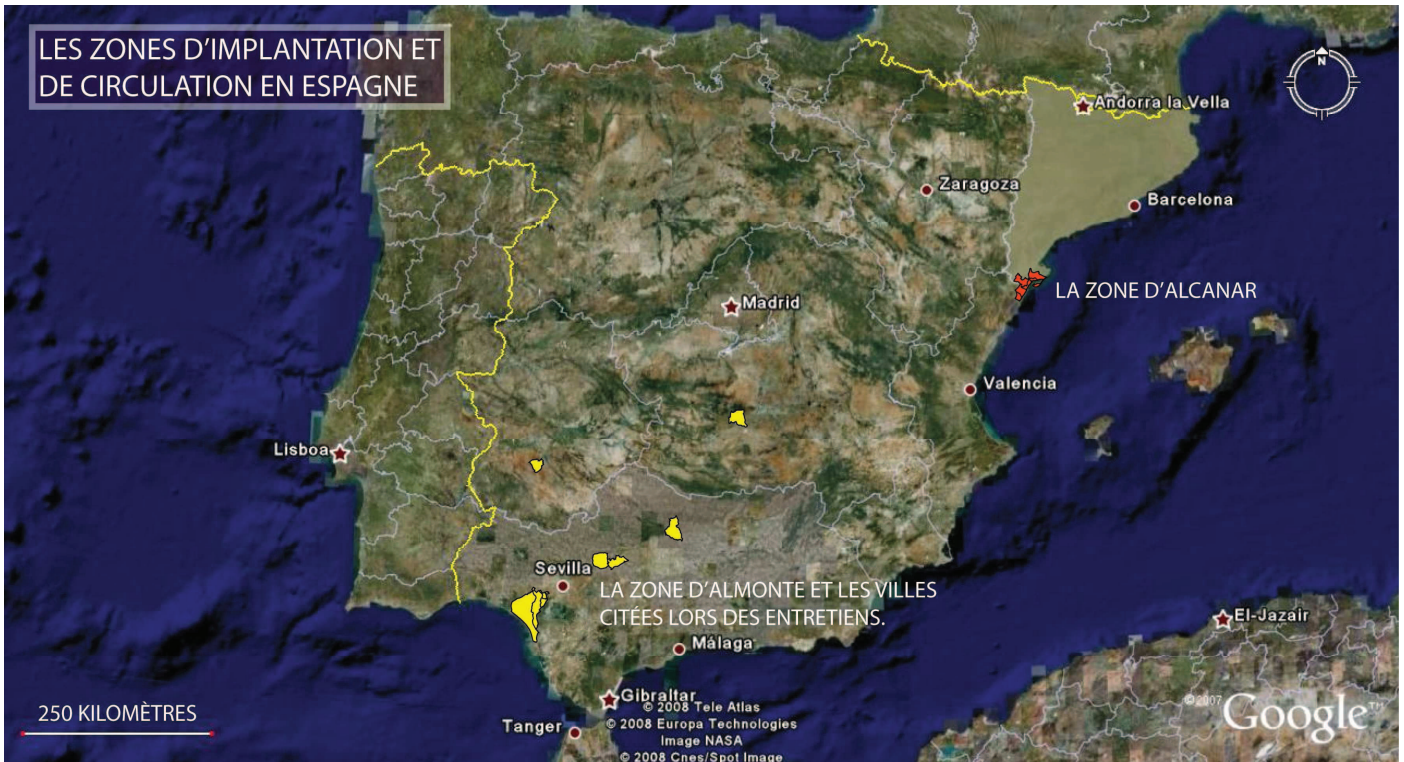 LES ZONES D'IMPLANTATION ET
DE CIRCULATION EN ESPAGNE
N
Andorra la Vella
Zaragoza
Barcelona
LA ZONE D'ALCANAR
Madrid
Valencia
Lisboa
Sevilla
LA ZONE D'ALMONTE ET LES VILLES
CITÉES LORS DES ENTRETIENS.
El-Jazair
Málaga
Gibraltar
© 2008 Tele Atlas
250 KILOMÈTRES
Tanger
© 2008 Europa Technologies
Image NASA
© 2008 Cnes/Spot Image
© 2007 Google™